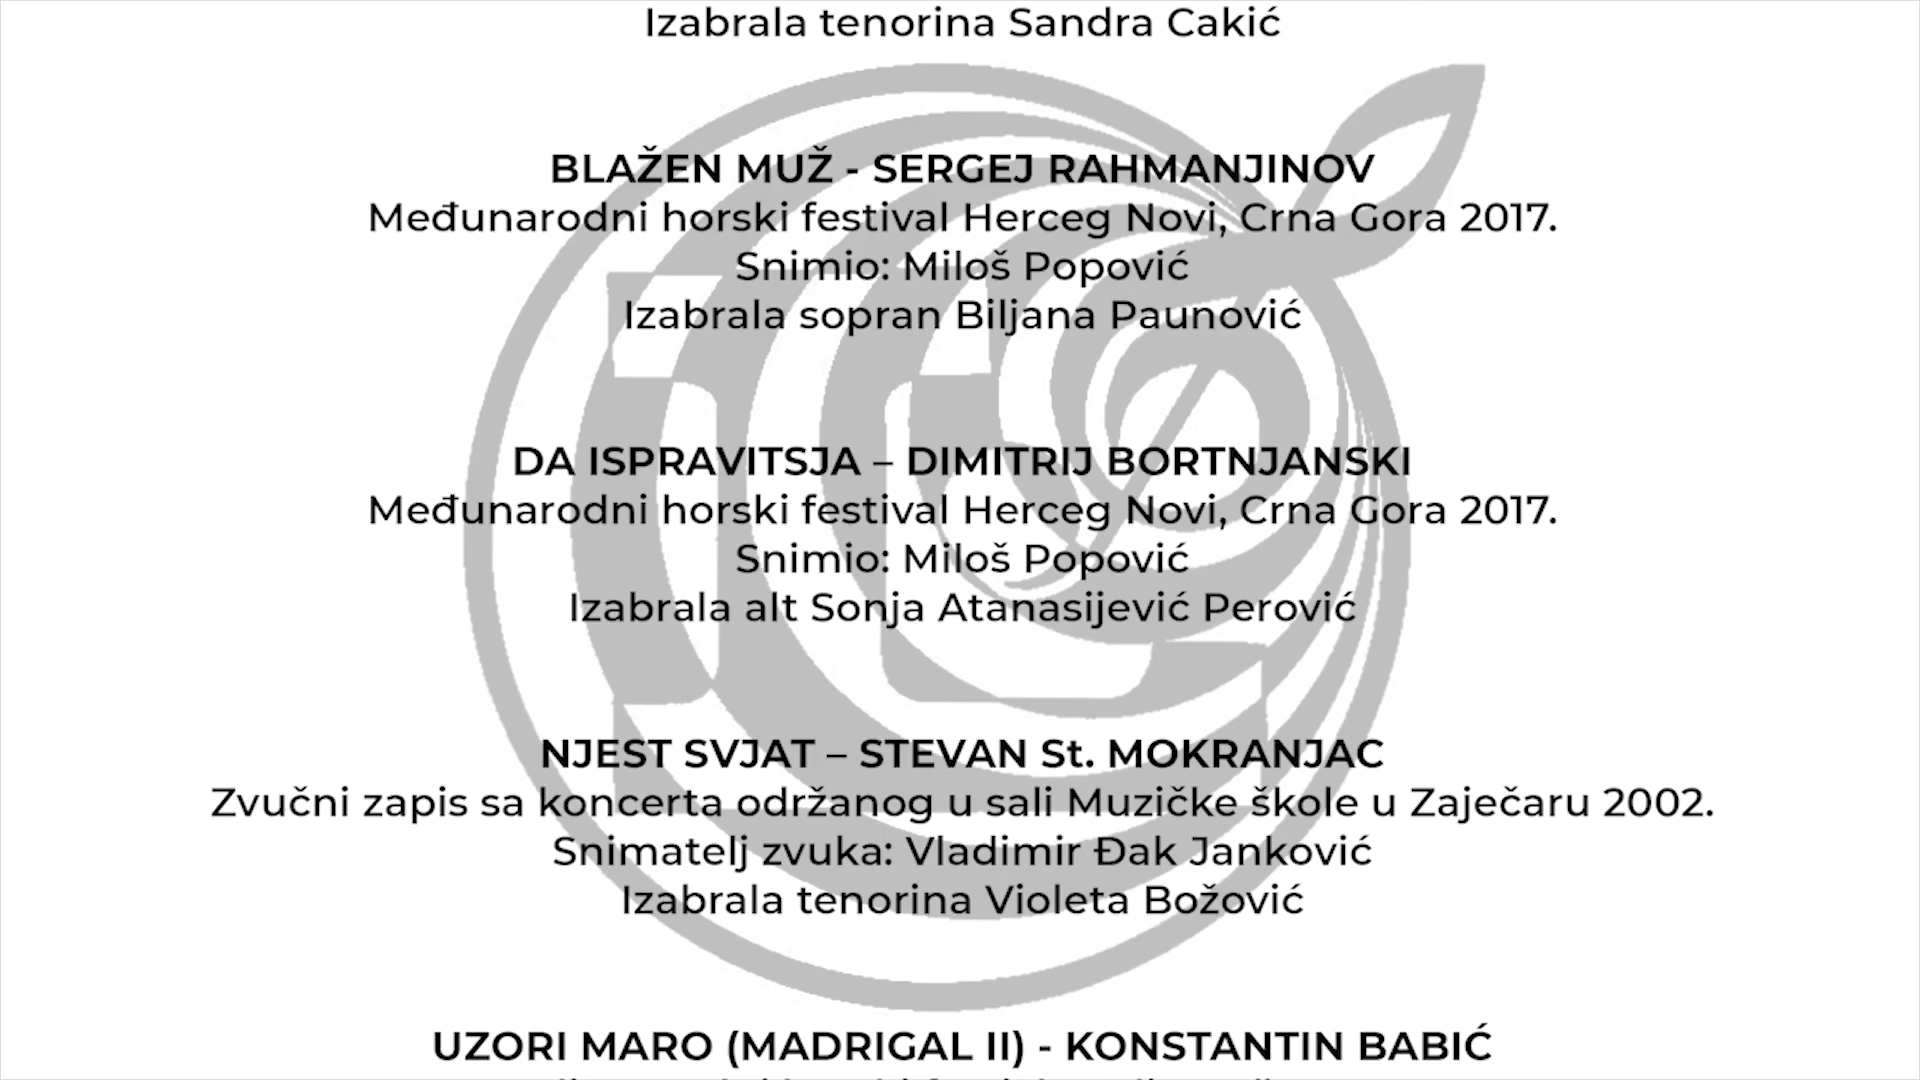 Izabrala tenorina Sandra Cakić
BLAŽEN MUŽ - SERGEJ RAHMANJINOV
Međunarodni horski festival Herceg Novi, Crna Gora 2017.
Snimio: Miloš Popović
Izabrala sopran Biljana Paunović
DA ISPRAVITSJA – DIMITRIJ BORTNJANSKI
Međunarodni horski festival Herceg Novi, Crna Gora 2017.
Snimio: Miloš Popović
Izabrala alt Sonja Atanasijević Perović
NJEST SVJAT – STEVAN St. MOKRANJAC
Zvučni zapis sa koncerta održanog u sali Muzičke škole u Zaječaru 2002.
Snimatelj zvuka: Vladimir Đak Janković
Izabrala tenorina Violeta Božović
UZORI MARO (MADRIGAL II) - KONSTANTIN BABIĆ